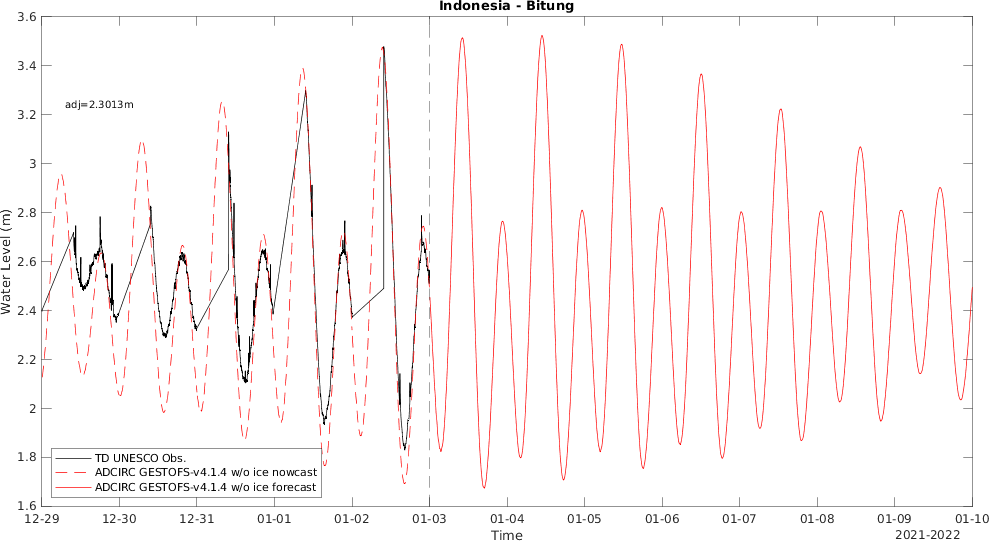 Indonesia - Bitung
3.6
3.4
3.2
3
2.8
2.6
2.4
2.2
2
1.8
1.6
Water Level (m)
adj=2.3013m
TD UNESCO Obs.
ADCIRC GESTOFS-v4.1.4 w/o ice nowcast
ADCIRC GESTOFS-v4.1.4 w/o ice forecast
12-29 12-30 12-31 01-01 01-02 01-03 01-04 01-05 01-06 01-07 01-08 01-09 01-10
Time
2021-2022